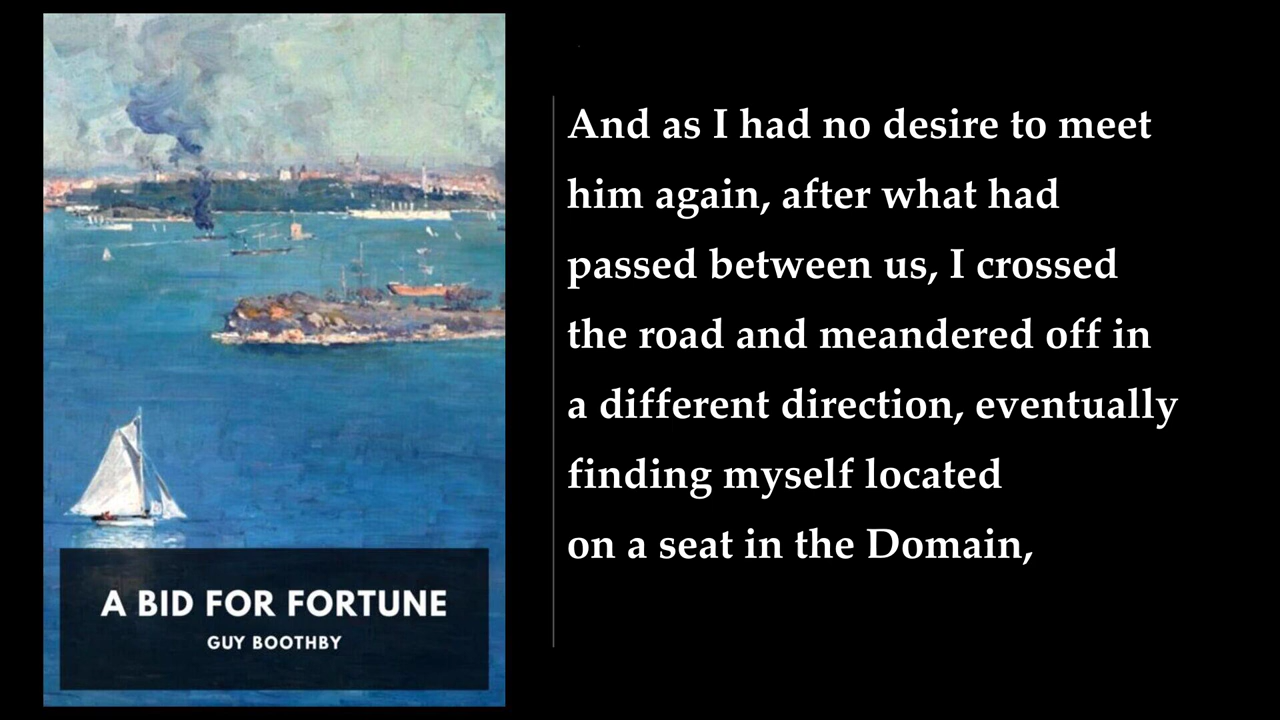 A BID FOR FORTUNE
GUY BOOTHBY
And as I had no desire to meet
him again, after what had
passed between us, I crossed
the road and meandered off in
a different direction, eventually
finding myself located
on a seat in the Domain,